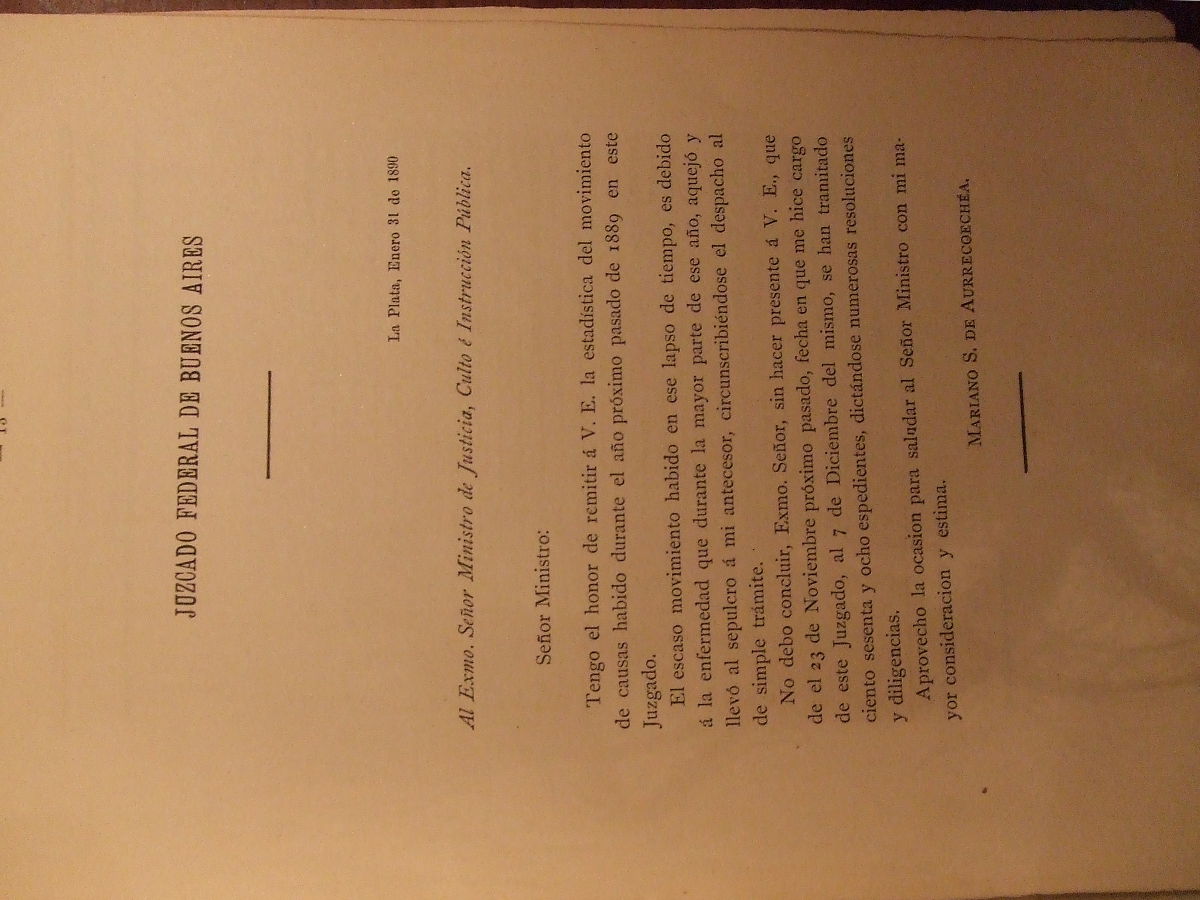 JUZCADO FEDERAL DE BUENOS AIRES
La Plata, Enero 31 de 1890
Al Exmo. Señor Ministro de Justicia, Culto é Instrucción Pública.
Señor Ministro:
Tengo el honor de remitir á V. E. la estadística del movimiento
de causas habido durante el año próximo pasado de 1889 en este
Juzgado.
El escaso movimiento habido en ese lapso de tiempo, es debido
á la enfermedad que durante la mayor parte de ese año, aquejó y
llevó al sepulcro á mi antecesor, circunscribiéndose el despacho al
de simple trámite.
No debo concluir, Exmo. Señor, sin hacer presente á V. E., que
de el 23 de Noviembre próximo pasado, fecha en que me hice cargo
de este Juzgado, al 7 de Diciembre del mismo, se han tramitado
ciento sesenta y ocho espedientes, dictándose numerosas resoluciones
y diligencias.
Aprovecho la ocasion para saludar al Señor Ministro con mi ma-
yor consideracion y estima.
MARIANO S. DE AURRECOECHÉA.